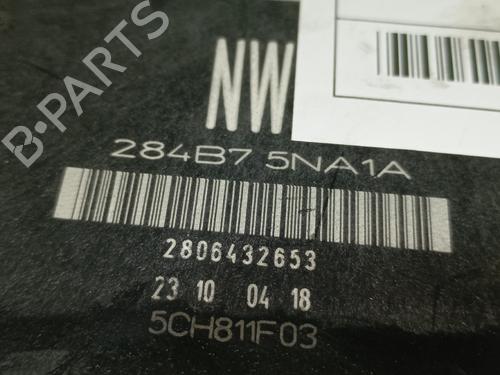 B-PARTS
NW
284B7 5NA1A
2806432653
23 10 04 18
5CH811F03